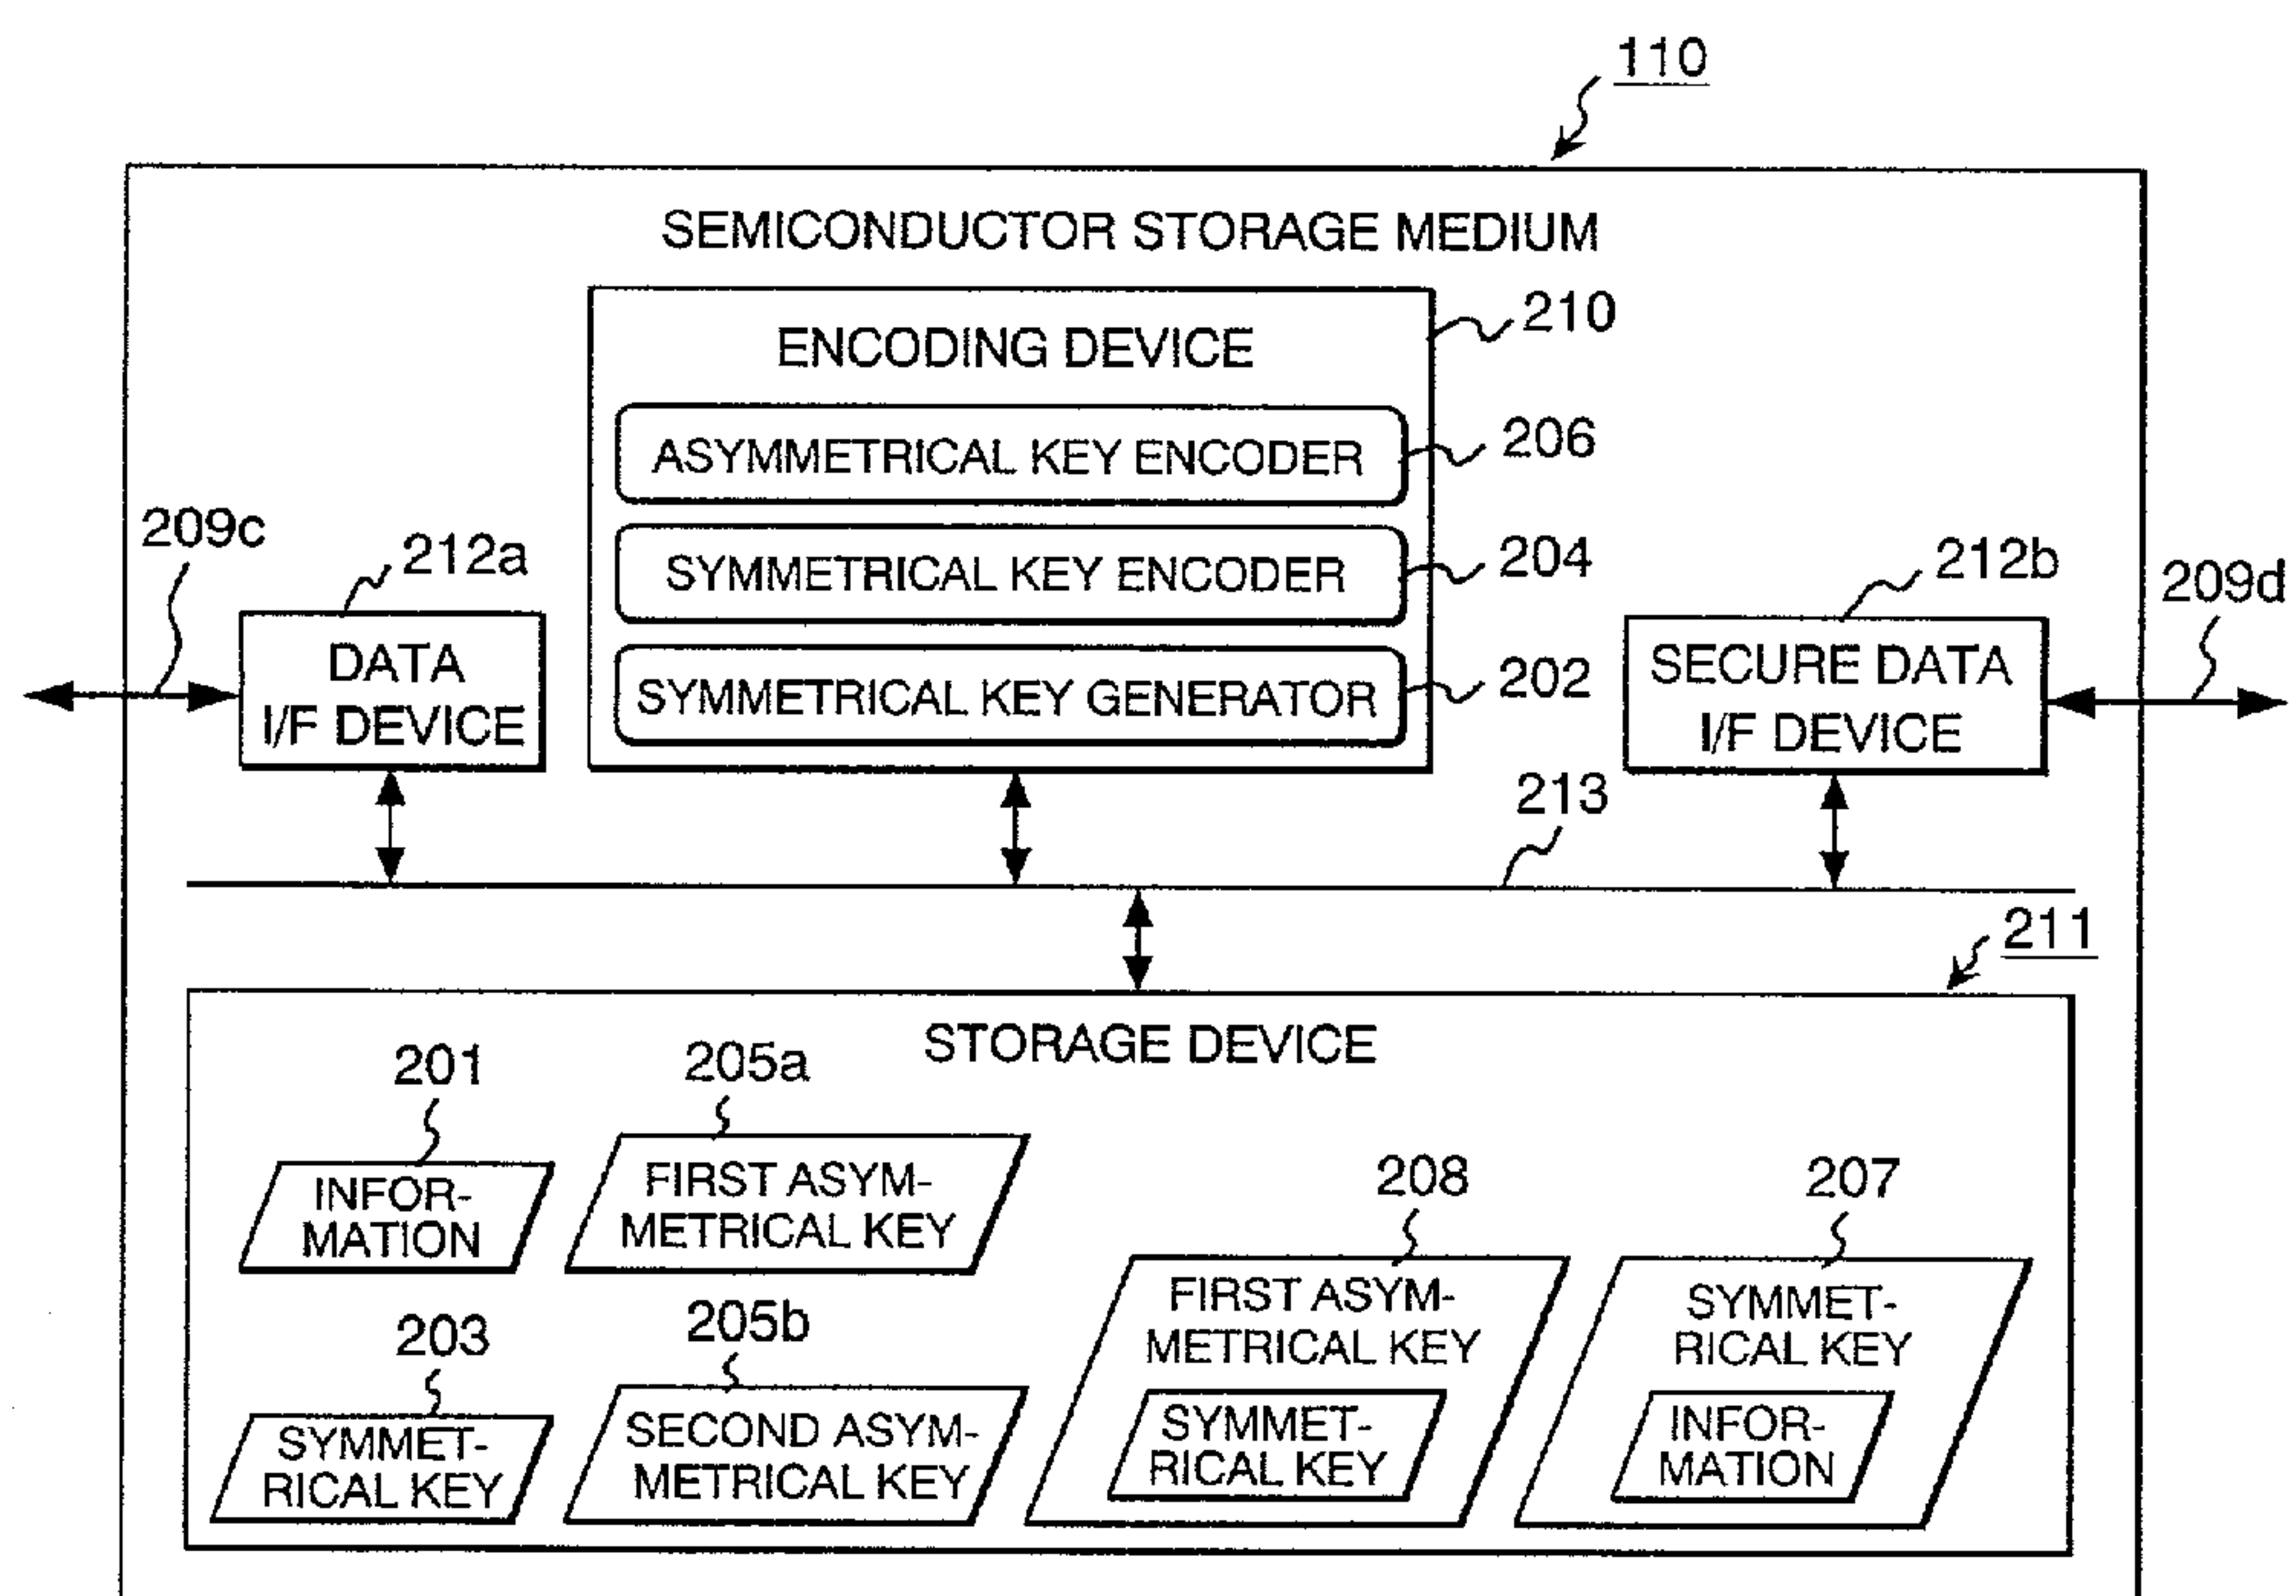 110
SEMICONDUCTOR STORAGE MEDIUM
210
ENCODING DEVICE
ASYMMETRICAL KEY ENCODER
206
209c
212a
SYMMETRICAL KEY ENCODER
204
212b
209d
DATA
I/F DEVICE
SYMMETRICAL KEY GENERATOR
202
SECURE DATA
I/F DEVICE
213
211
STORAGE DEVICE
201
205a
INFOR-
MATION
FIRST ASYM-
METRICAL KEY
208
207
203
205b
FIRST ASYM-
METRICAL KEY
SYMMET-
RICAL KEY
SYMMET-
RICAL KEY
SECOND ASYM-
METRICAL KEY
SYMMET-
RICAL KEY
INFOR-
MATION